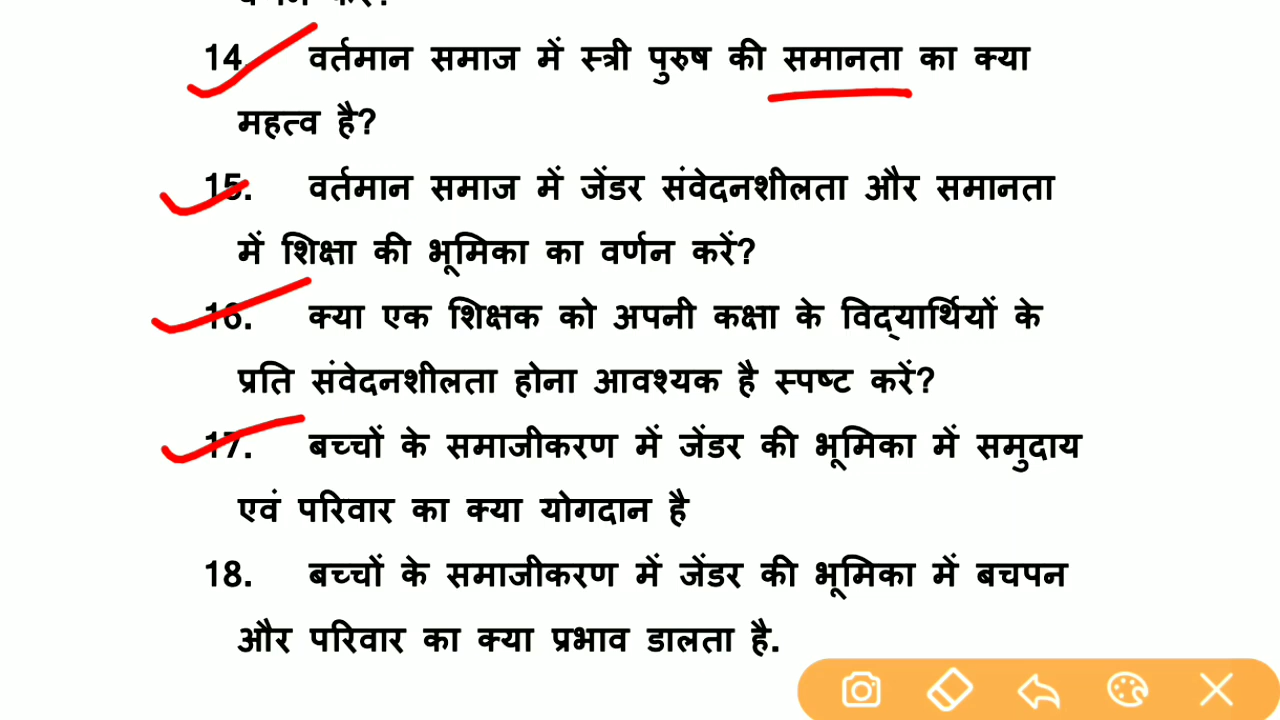 14. वर्तमान समाज में स्त्री पुरुष की समानता का क्या
महत्व है?
15. वर्तमान समाज में जेंडर संवेदनशीलता और समानता
में शिक्षा की भूमिका का वर्णन करें?
16. क्या एक शिक्षक को अपनी कक्षा के विद्यार्थियों के
प्रति संवेदनशीलता होना आवश्यक है स्पष्ट करें?
17. बच्चों के समाजीकरण में जेंडर की भूमिका में समुदाय
एवं परिवार का क्या योगदान है
18. बच्चों के समाजीकरण में जेंडर की भूमिका में बचपन
और परिवार का क्या प्रभाव डालता है.